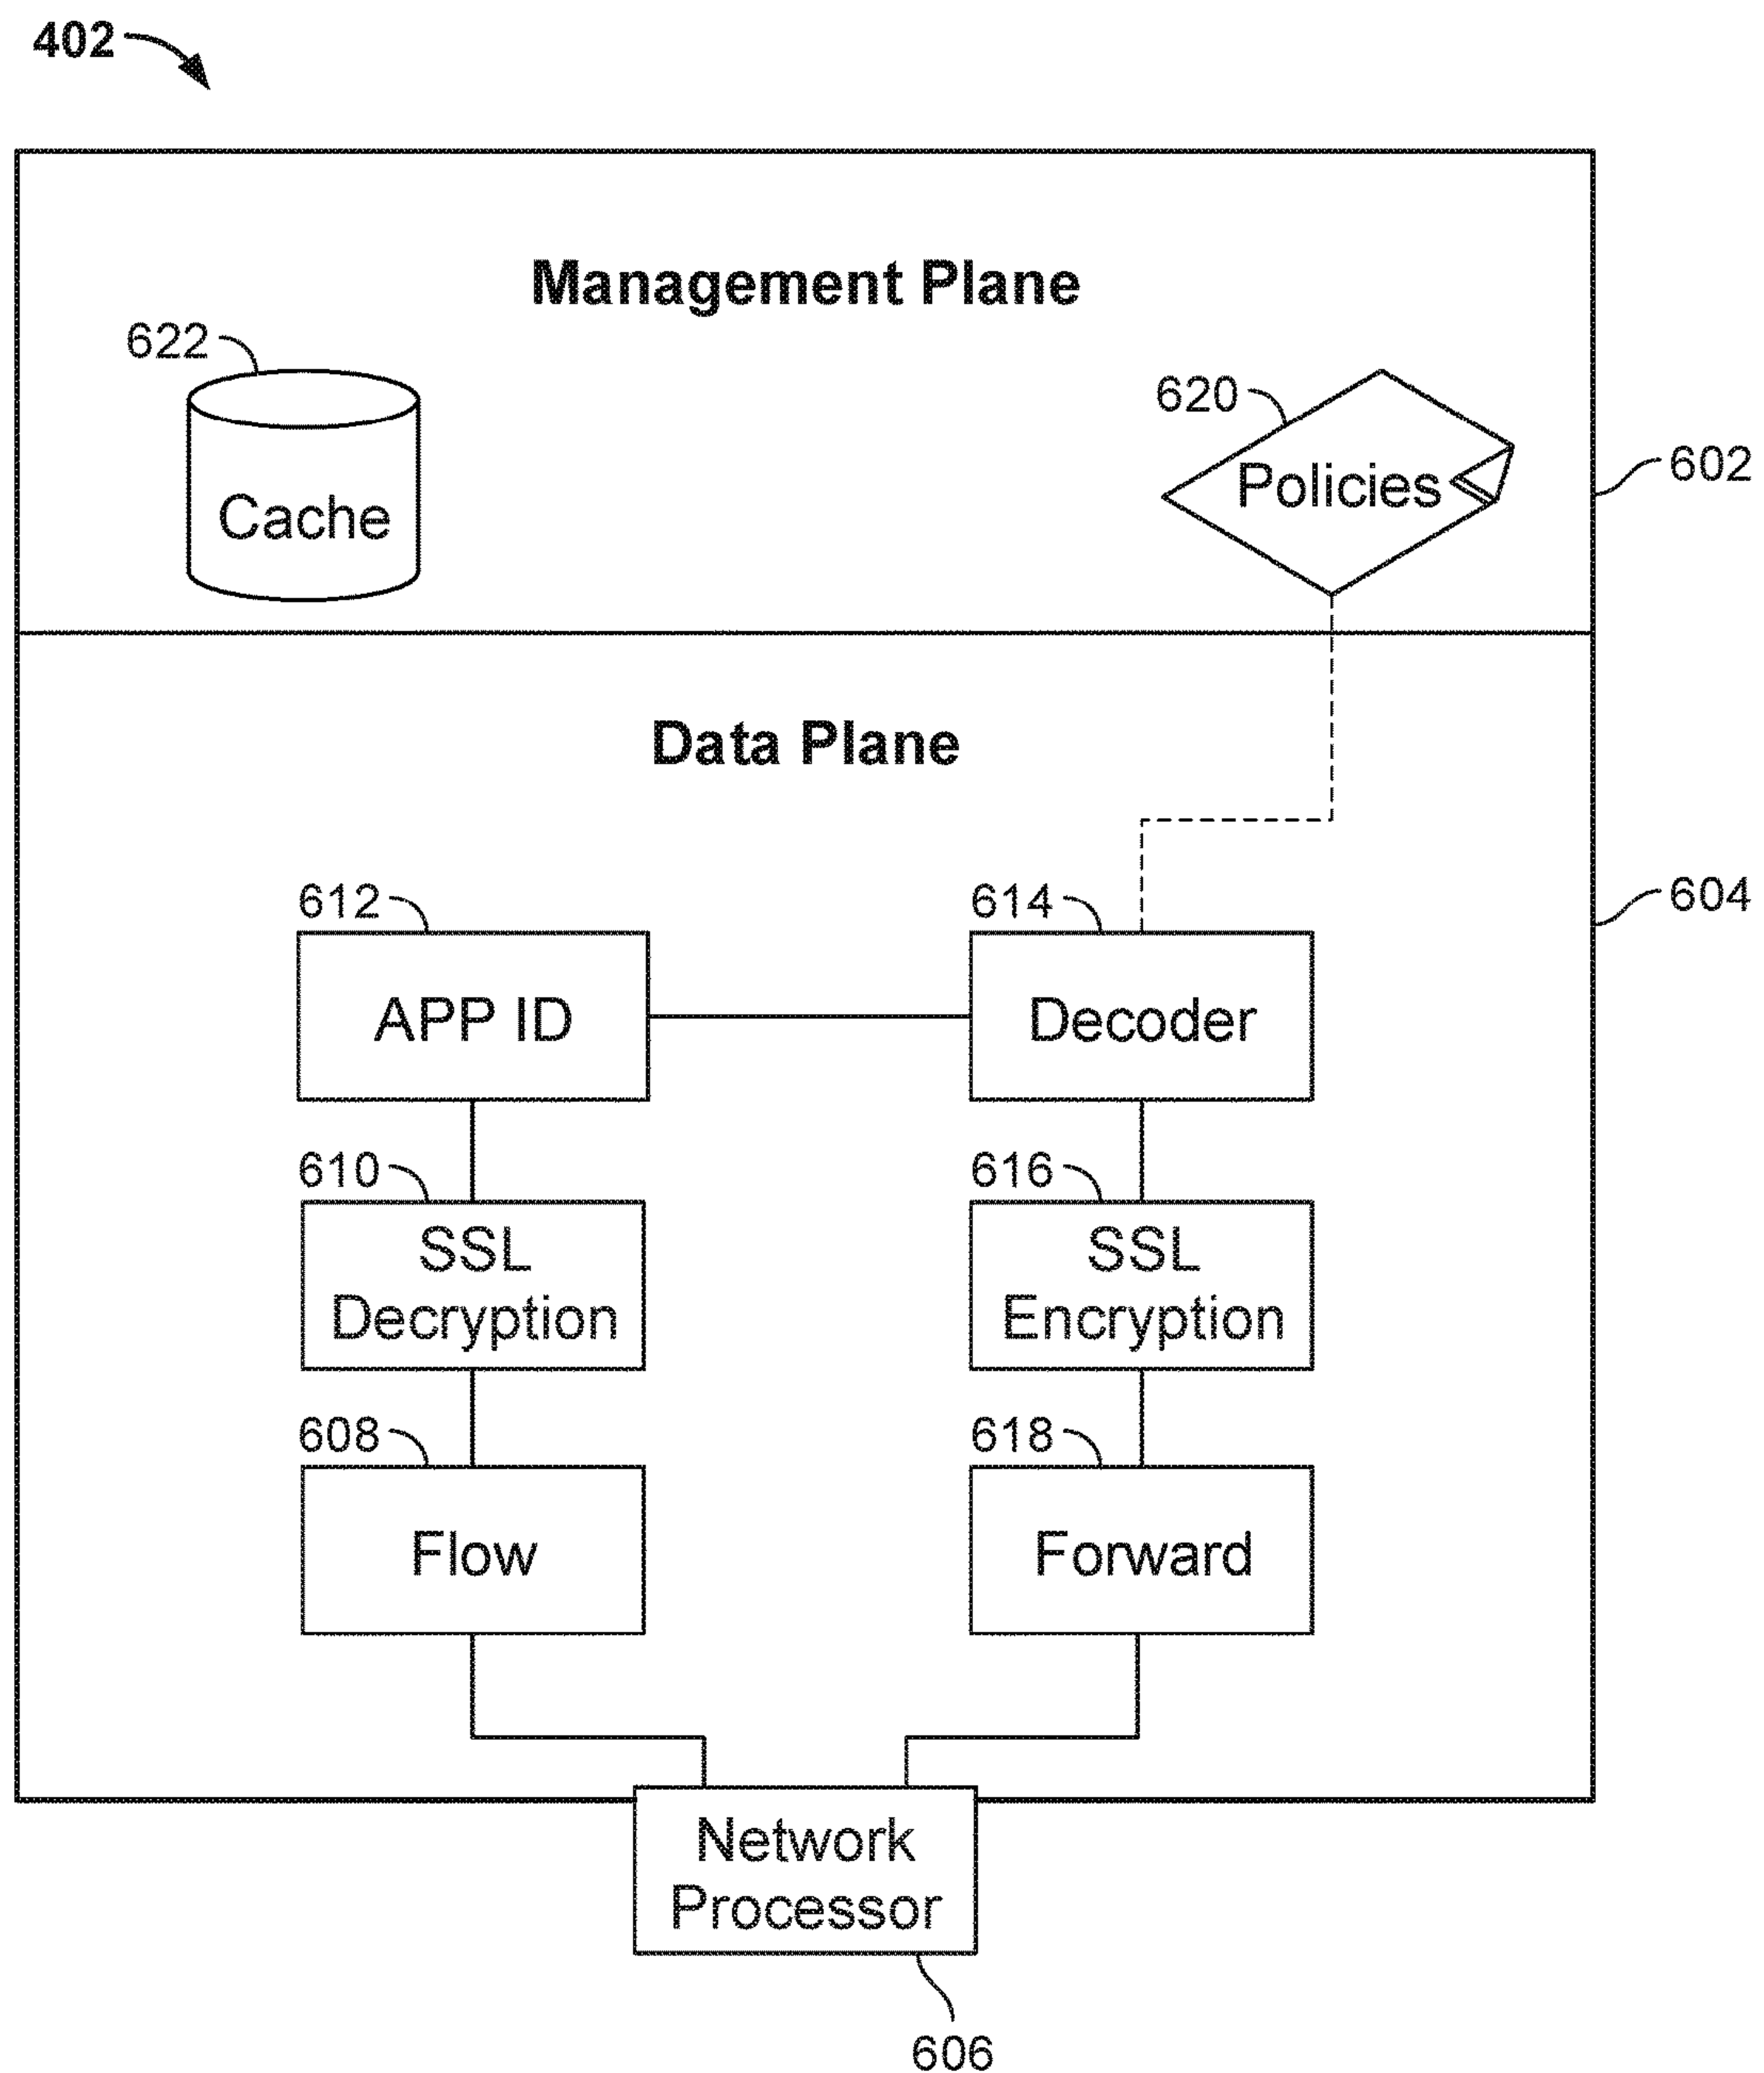 402
Management Plane
622
620
Cache
Policies
602
Data Plane
604
612
614
APP ID
Decoder
610
616
SSL
Decryption
SSL
Encryption
608
618
Flow
Forward
Network
Processor
606